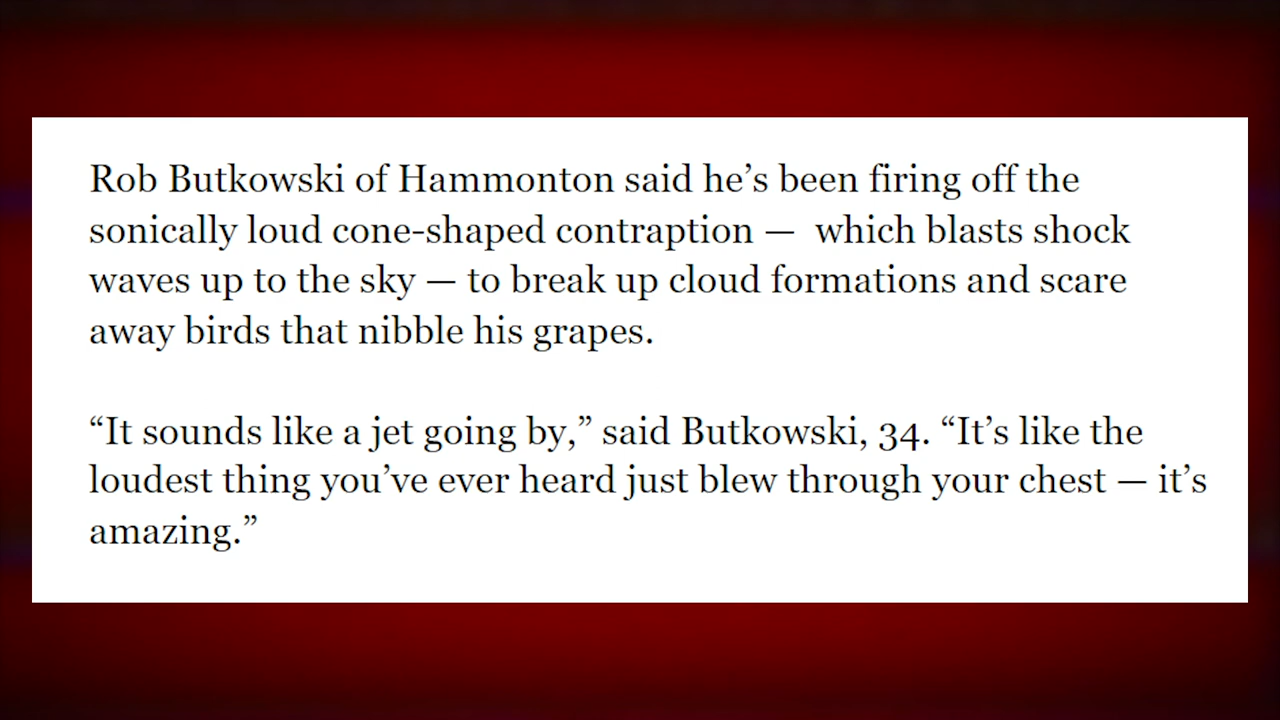 Rob Butkowski of Hammonton said he’s been firing off the
sonically loud cone-shaped contraption —  which blasts shock
waves up to the sky — to break up cloud formations and scare
away birds that nibble his grapes.
“It sounds like a jet going by,” said Butkowski, 34. “It’s like the
loudest thing you’ve ever heard just blew through your chest — it’s
amazing.”